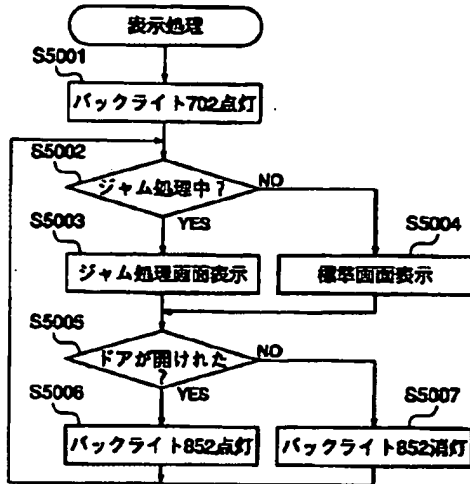 表示処理
S5001
バックライト702点灯
S5002
ジャム処理中?
NO
YES
S5003
ジャム処理画面表示
S5004
標準画面表示
S5005
ドアが開けれた
?
NO
YES
S5006
バックライト852点灯
S5007
バックライト852消灯